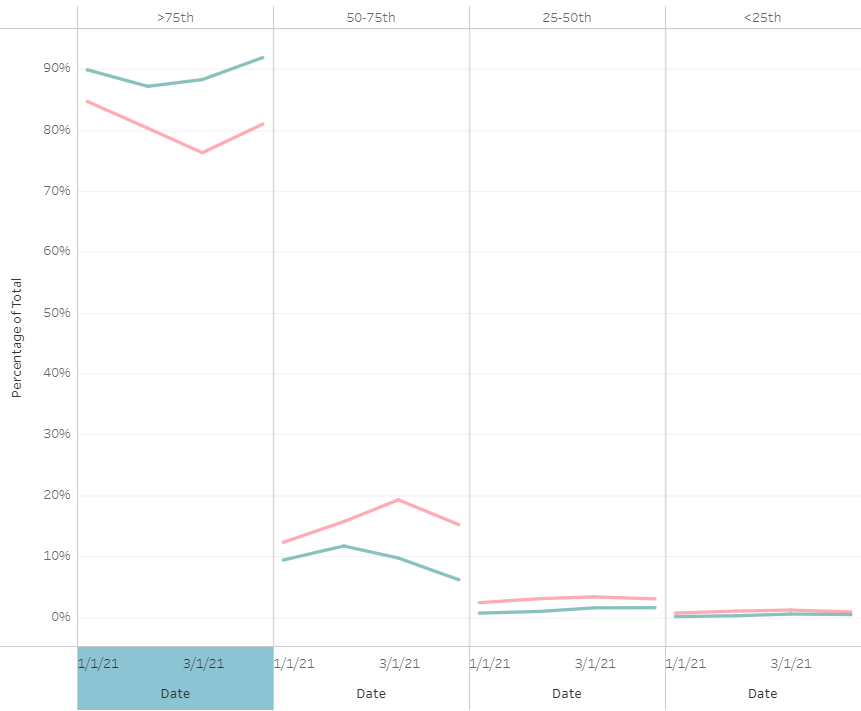 >75th 50-75th 25-50th <25th
Percentage of Total
90%
80%
70%
60%
50%
40%
30%
20%
10%
0%
1/1/21 3/1/21 1/1/21 3/1/21 1/1/21 3/1/21 1/1/21 3/1/21
Date Date Date Date